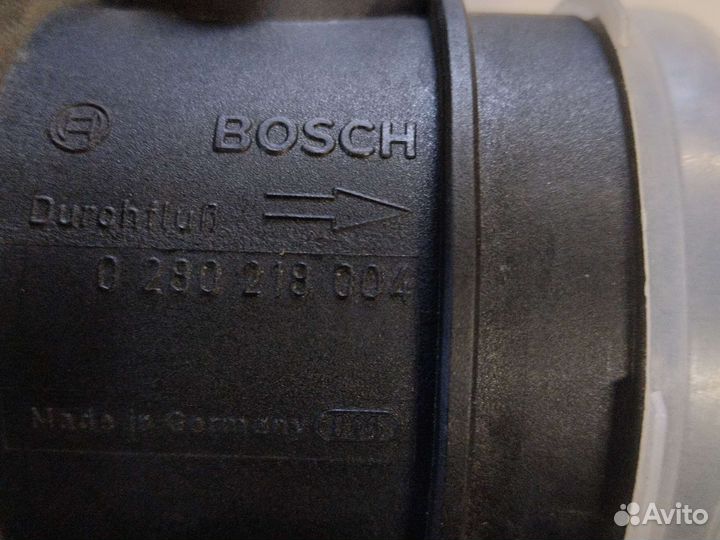 BOSCH
Durchfluß
0 280 218 004
Made in Germany
Avito